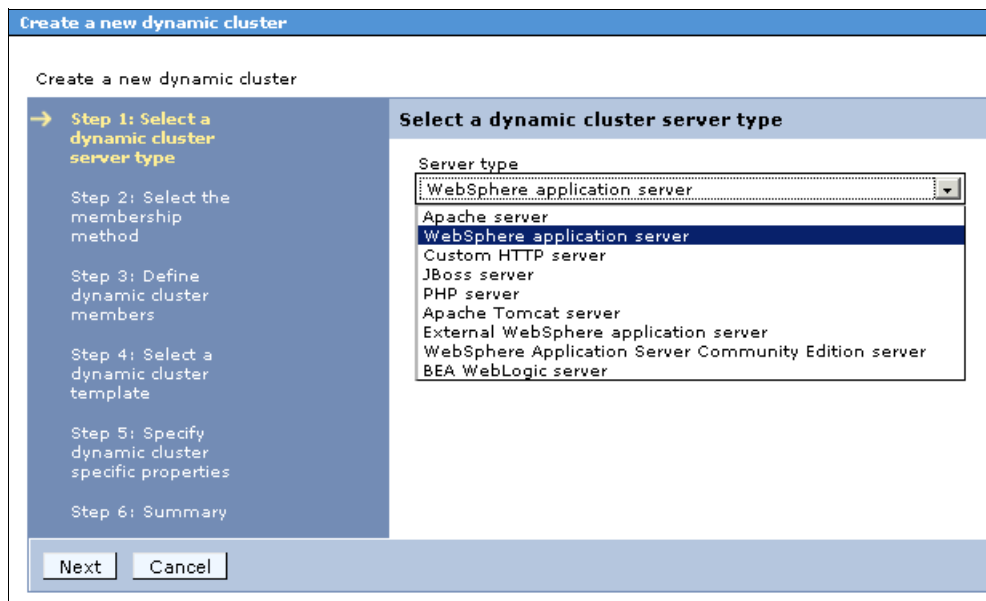 Create a new dynamic cluster
Create a new dynamic cluster
Step 1: Select a
dynamic cluster
server type
Step 2: Select the
membership
method
Step 3: Define
dynamic cluster
members
Step 4: Select a
dynamic cluster
template
Step 5: Specify
dynamic cluster
specific properties
Step 6: Summary
Select a dynamic cluster server type
Server type
WebSphere application server
Apache server
WebSphere application server
Custom HTTP server
JBoss server
PHP server
Apache Tomcat server
External WebSphere application server
WebSphere Application Server Community Edition server
BEA WebLogic server
Next Cancel